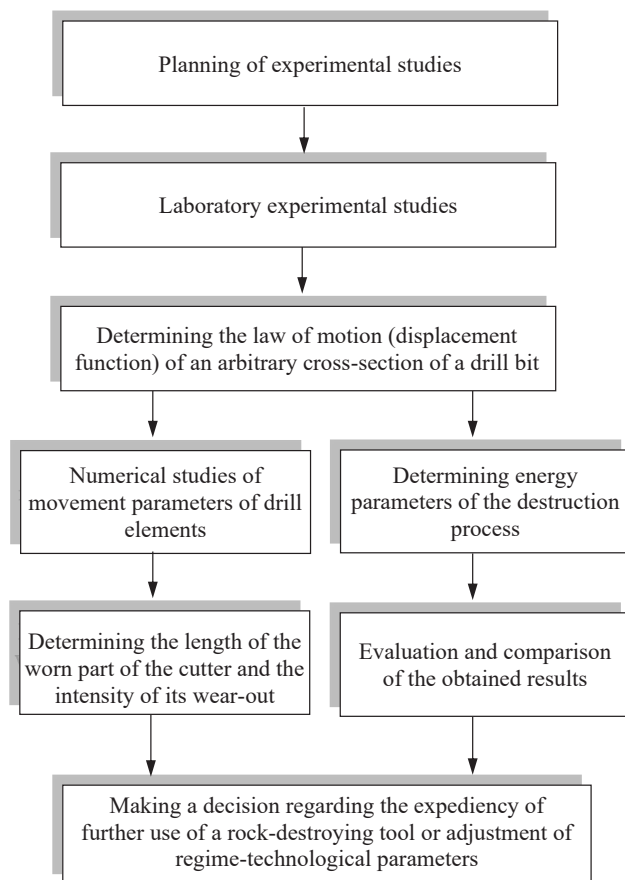 Planning of experimental studies
Laboratory experimental studies
Determining the law of motion (displacement
function) of an arbitrary cross-section of a drill bit
Numerical studies of
movement parameters of drill
elements
Determining energy
parameters of the destruction
process
Determining the length of the
worn part of the cutter and the
intensity of its wear-out
Evaluation and comparison
of the obtained results
Making a decision regarding the expediency of
further use of a rock-destroying tool or adjustment of
regime-technological parameters